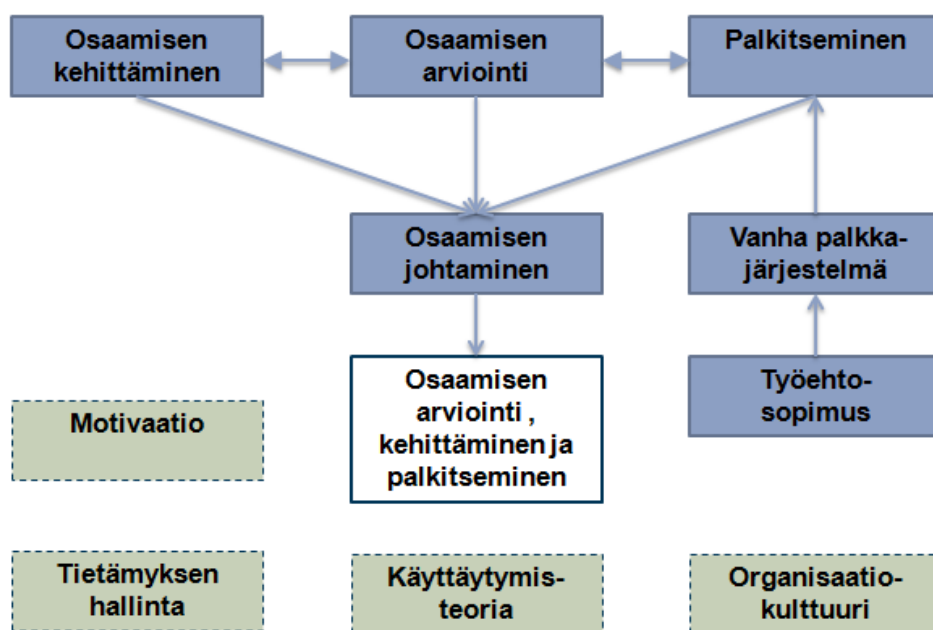 Osaamisen
kehittäminen
Osaamisen
arviointi
Palkitseminen
Osaamisen
johtaminen
Vanha palkka-
järjestelmä
Osaamisen
arviointi ,
kehittäminen ja
palkitseminen
Työehto-
sopimus
Motivaatio
Tietämyksen
hallinta
Käyttäytymis-
teoria
Organisaatio-
kulttuuri